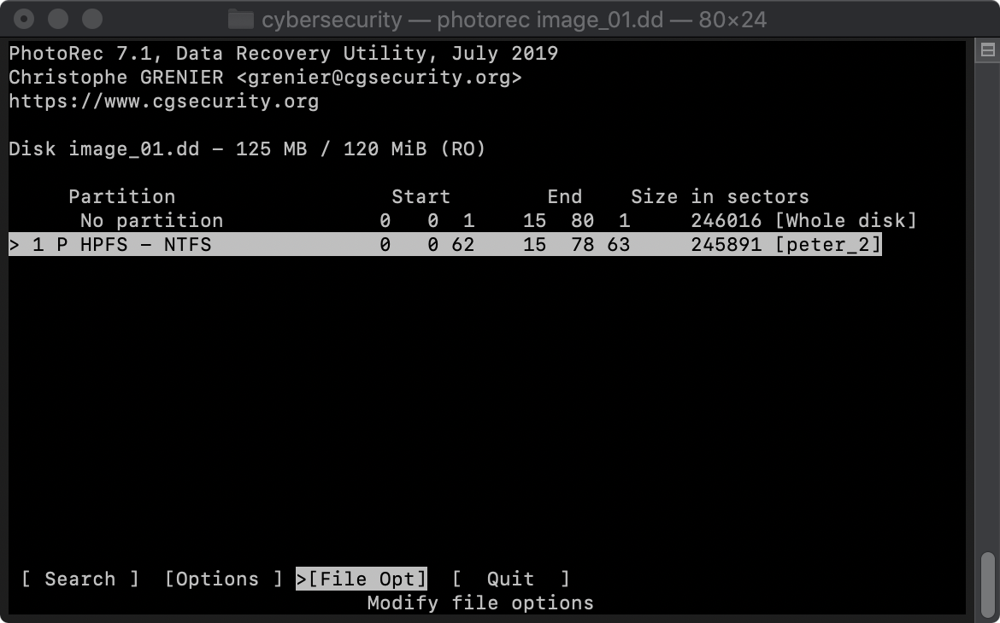 cybersecurity — photorec image_01.dd — 80×24
PhotoRec 7.1, Data Recovery Utility, July 2019
Christophe GRENIER <grenier@cgsecurity.org>
https://www.cgsecurity.org
Disk image_01.dd - 125 MB / 120 MiB (RO)
Partition Start End Size in sectors
No partition 0 0 1 15 80 1 246016 [Whole disk]
> 1 P HPFS - NTFS 0 0 62 15 78 63 245891 [peter_2]
[ Search ] [Options ] >[File Opt] [ Quit ]
Modify file options